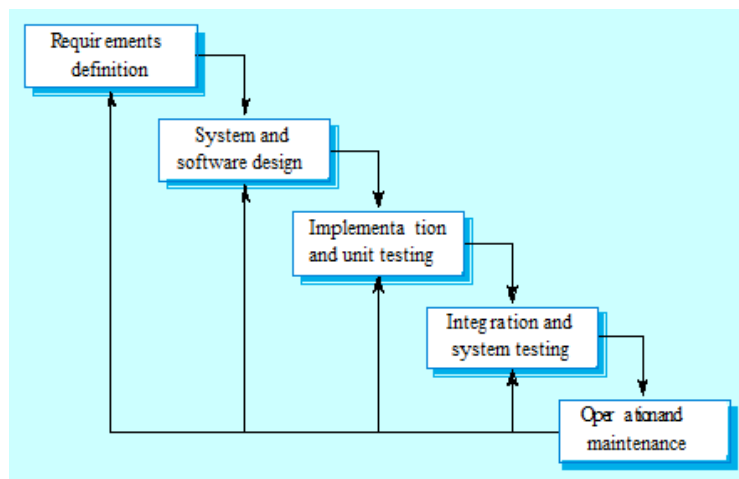 Requir ements
definition
System and
software design
Implementa tion
and unit testing
Integ ration and
system testing
Oper ationand
maintenance